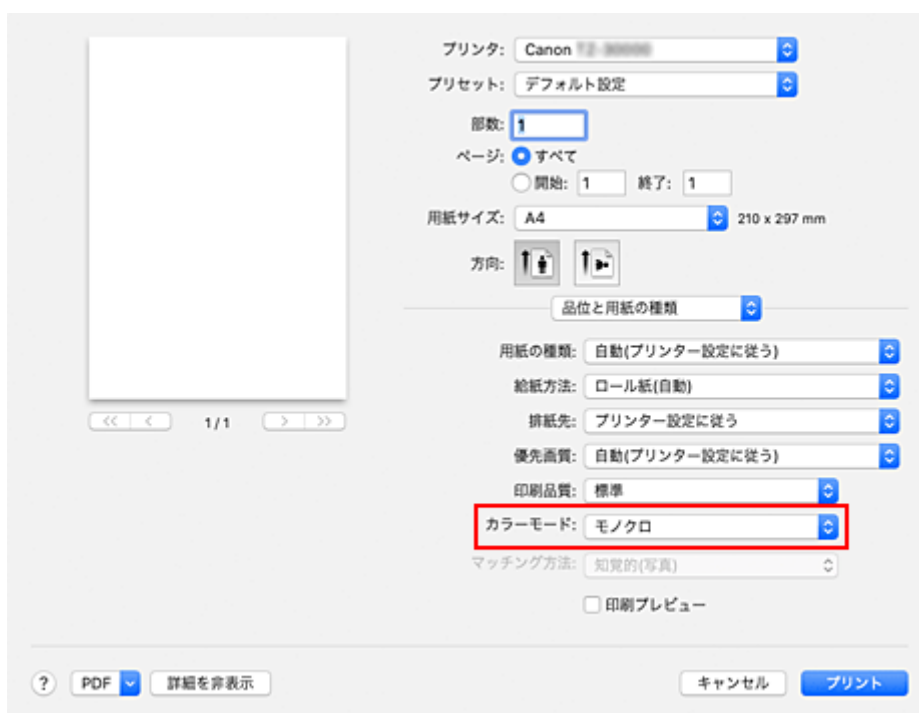 プリンタ: Canon
プリセット: デフォルト設定
部数: 1
ページ: すべて
開始: 1 終了: 1
用紙サイズ: A4 210 x 297 mm
方向:
品位と用紙の種類
用紙の種類: 自動(プリンター設定に従う)
給紙方法: ロール紙(自動)
排紙先: プリンター設定に従う
優先画質: 自動(プリンター設定に従う)
印刷品質: 標準
カラーモード: モノクロ
マッチング方法: 知覚的(写真)
印刷プレビュー
<< < 1/1 > >>
? PDF 詳細を非表示 キャンセル プリント